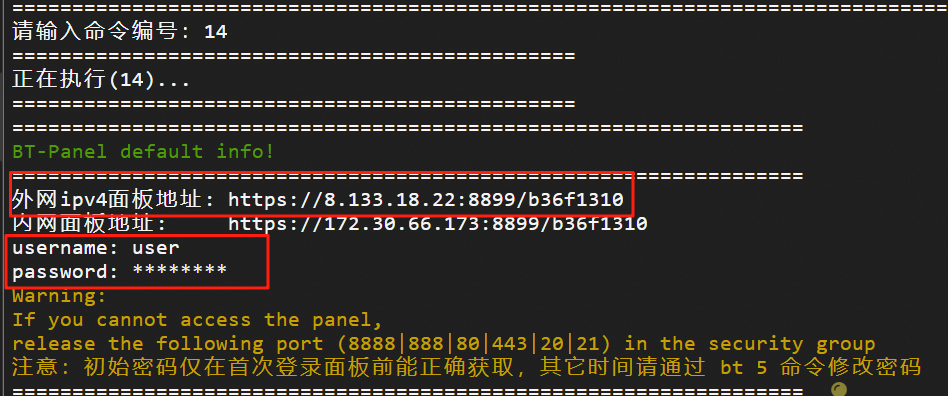 ===============================================================================
请输入命令编号: 14
===============================================
正在执行(14)...
===============================================
==================================================================
BT-Panel default info!
==================================================================
外网ipv4面板地址: https://8.133.18.22:8899/b36f1310
内网面板地址:     https://172.30.66.173:8899/b36f1310
username: user
password: ********
Warning:
If you cannot access the panel,
release the following port (8888|888|80|443|20|21) in the security group
注意: 初始密码仅在首次登录面板前能正确获取, 其它时间请通过 bt 5 命令修改密码
==================================================================